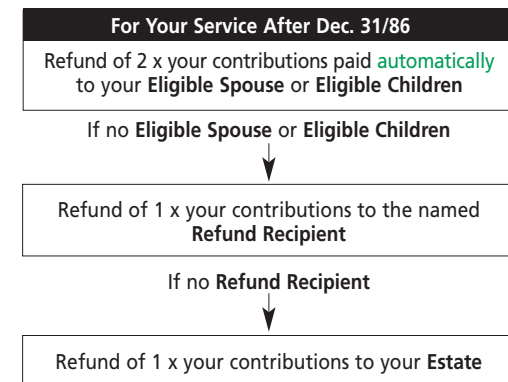 For Your Service After Dec. 31/86
Refund of 2 x your contributions paid automatically
to your Eligible Spouse or Eligible Children
If no Eligible Spouse or Eligible Children
Refund of 1 x your contributions to the named
Refund Recipient
If no Refund Recipient
Refund of 1 x your contributions to your Estate